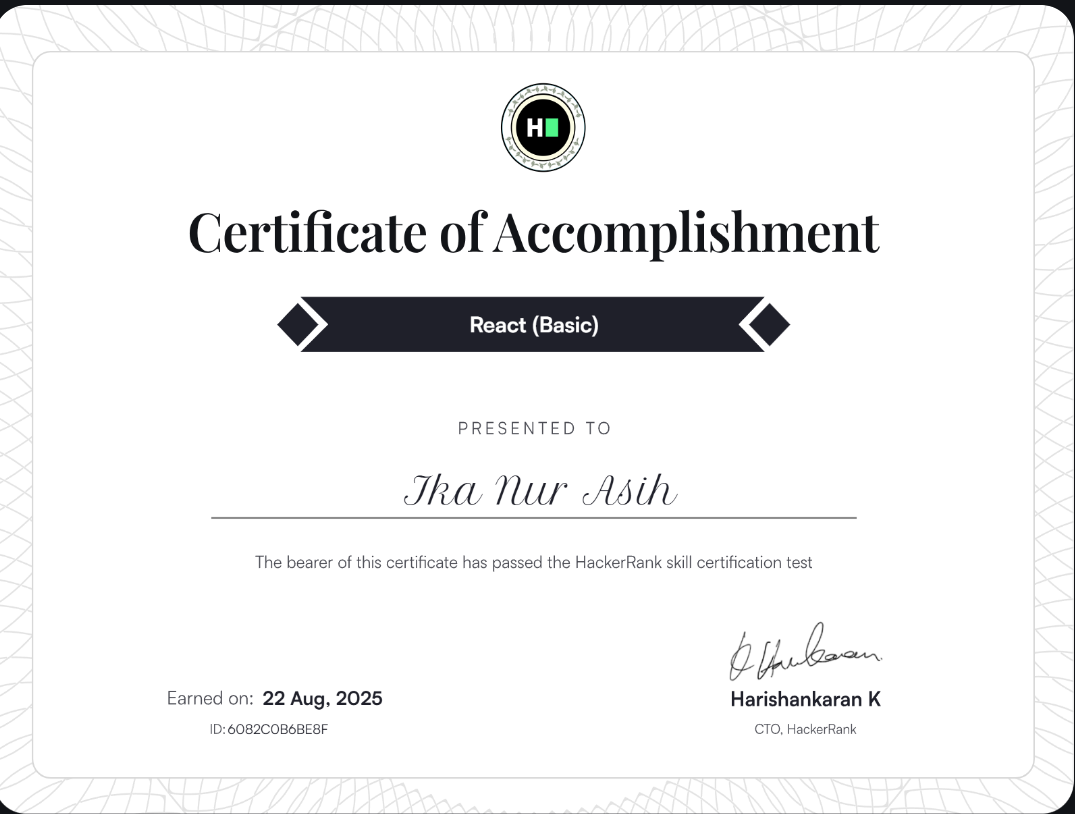 H
Certificate of Accomplishment
React (Basic)
PRESENTED TO
Ika Nur Asih
The bearer of this certificate has passed the HackerRank skill certification test
Earned on: 22 Aug, 2025
ID: 6082C0B6BE8F
Harishankaran K
CTO, HackerRank